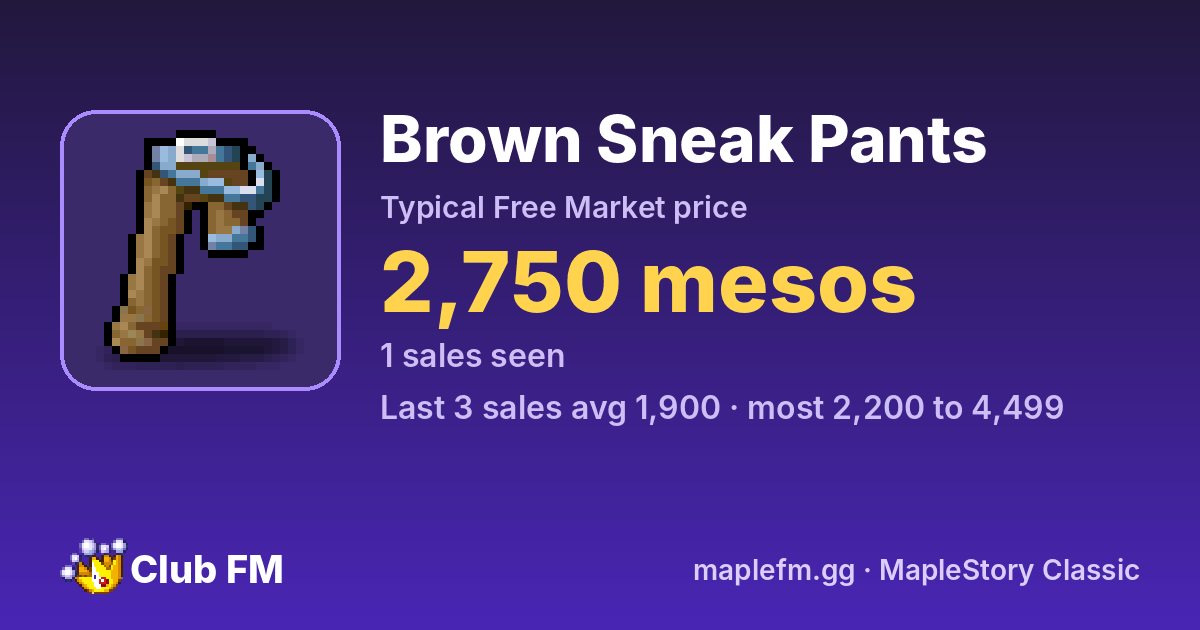 Brown Sneak Pants
Typical Free Market price
2,750 mesos
1 sales seen
Last 3 sales avg 1,900 · most 2,200 to 4,499
Club FM
maplefm.gg · MapleStory Classic